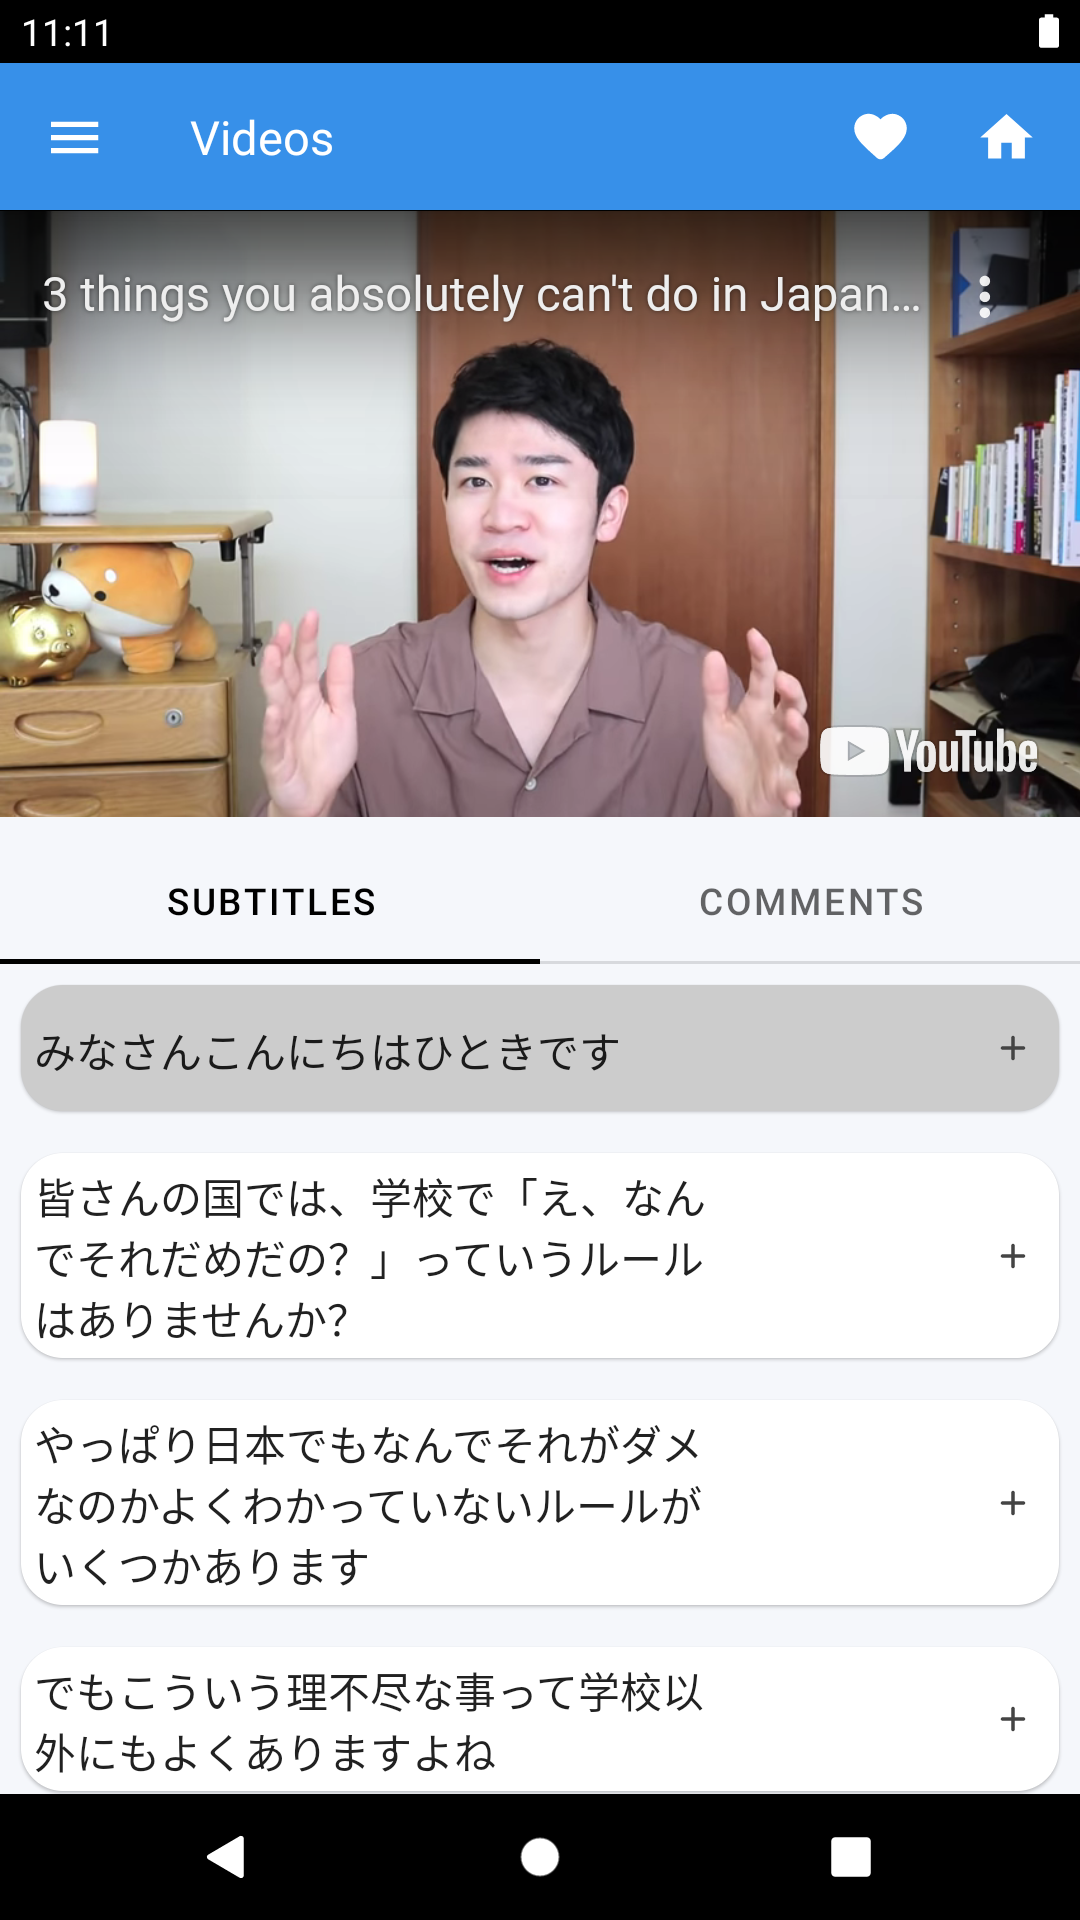 11:11
Videos
3 things you absolutely can't do in Japan...
YouTube
SUBTITLES
COMMENTS
みなさんこんにちはひときです
皆さんの国では、学校で「え、なん
でそれだめだの？」っていうルール
はありませんか?
やっぱり日本でもなんでそれがダメ
なのかよくわかっていないルールが
いくつかあります
でもこういう理不尽な事って学校以
外にもよくありますよね